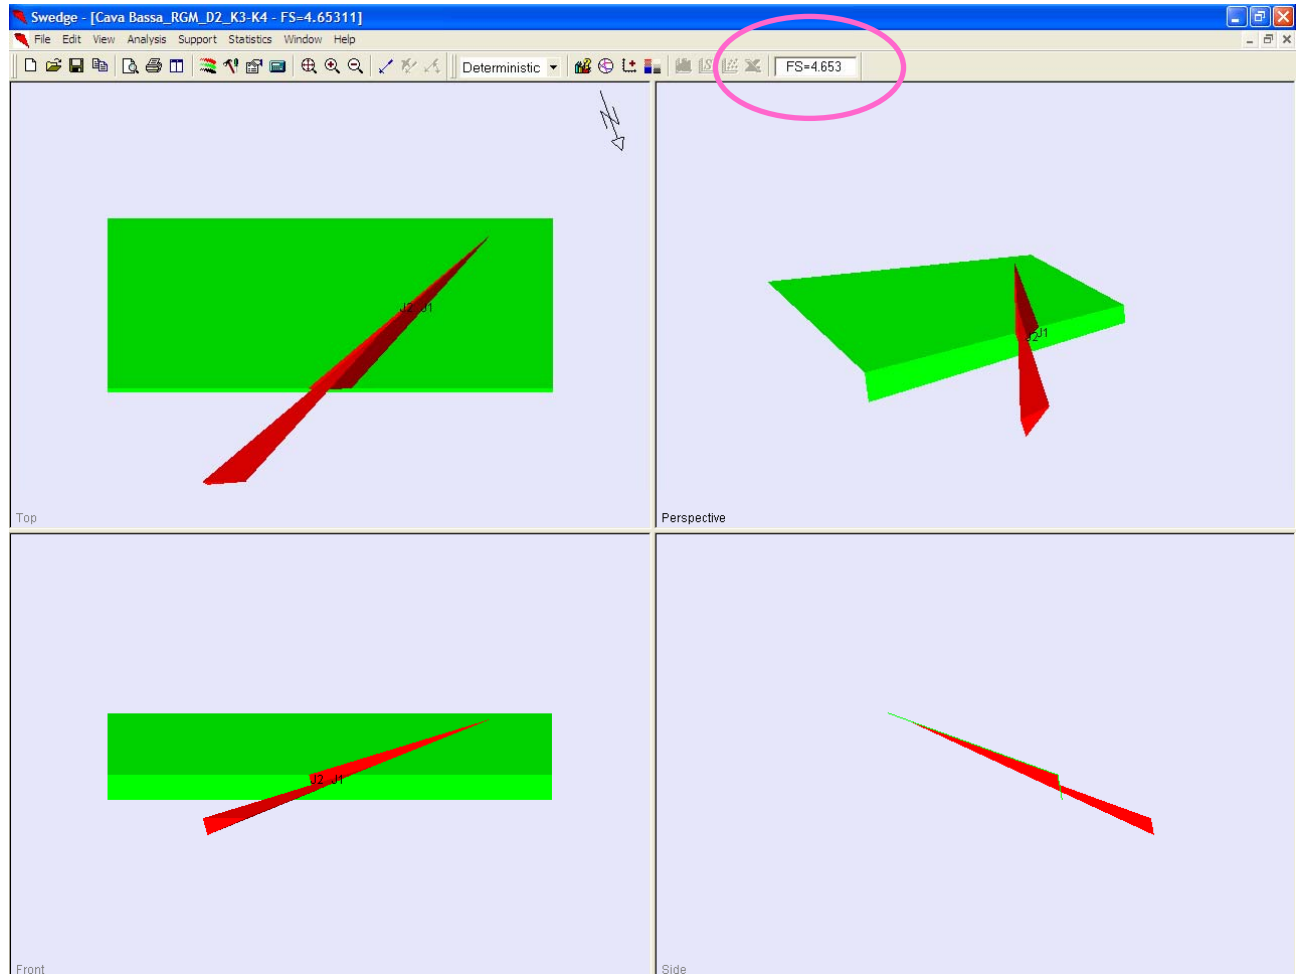 Swedge - [Cava Bassa_RGM_D2_K3-K4 - FS=4.65311]
File Edit View Analysis Support Statistics Window Help
Deterministic FS=4.653
N
J2 J1
Top
J2 J1
Perspective
J2 J1
Front
Side